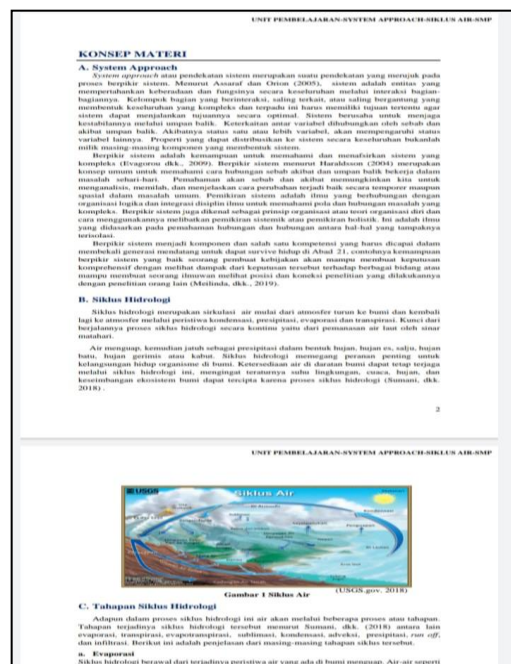 UNIT PEMBELAJARAN-SYSTEM APPROACH-SIKLUS AIR-SMP
KONSEP MATERI
A. System Approach
System approach atau pendekatan sistem merupakan suatu pendekatan yang merujuk pada
proses berpikir sistem. Menurut Assaraf dan Orion (2005), sistem adalah entitas yang
mempertahankan keberadaan dan fungsinya secara keseluruhan melalui interaksi bagian-
bagiannya. Kelompok bagian yang berinteraksi, saling terkait, atau saling bergantung yang
membentuk keseluruhan yang kompleks dan terpadu ini harus memiliki tujuan tertentu agar
sistem dapat menjalankan tujuannya secara optimal. Sistem berusaha untuk menjaga
kestabilannya melalui umpan balik. Keterkaitan antar variabel dihubungkan oleh sebab dan
akibat umpan balik. Akibatnya status satu atau lebih variabel, akan mempengaruhi status
vartabel lainnya. Properti yang dapat distribusikan ke sistem secara keseluruhan bukanlah
milik masing-masing komponen yang membentuk sistem.
Berpikir sistem adalah kemampuan untuk memahami dan menafsirkan sistem yang
kompleks (Evagorou dkk., 2009). Berpikir sistem menurut Haraldsson (2004) merupakan
konsep umum untuk memahami cara hubungan sebab akibat dan umpan balik bekerja dalam
masalah sehari-hari. Pemahaman akan sebab dan akibat memungkinkan kita untuk
menganalisis, memilah, dan menjelaskan cara perubahan terjadi baik secara temporer maupun
spatial dalam masalah umum. Pemikiran sistem adalah ilmu yang berhubungan dengan
organisasi logika dan integrasi disiplin ilmu untuk memahami pola dan hubungan masalah yang
kompleks. Berpikir sistem juga dikenal sebagai prinsip organisasi atau teori organisasi diri dan
cara menggunakannya melibatkan pemikiran sistemik atau pemikiran holistik. Ini adalah ilmu
yang didasarkan pada pemahaman hubungan dan hubungan antara hal-hal yang tampaknya
terisolasi.
Berpikir sistem menjadi komponen dan salah satu kompetensi yang harus dicapai dalam
membekali generasi mendatang untuk dapat survive hidup di Abad 21, contohnya kemampuan
berpikir sistem yang baik seorang pembuat kebijakan akan mampu membuat keputusan
komprehensif dengan melihat dampak dari keputusan tersebut terhadap berbagai bidang atau
mampu membuat seorang ilmuwan melihat posisi dan koneksi penelitian yang dilakukannya
dengan penelitian orang lain (Meilinda, dkk., 2019).
B. Siklus Hidrologi
Siklus hidrologi merupakan sirkulasi air mulai dari atmosfer turun ke bumi dan kembali
lagi ke atmosfer melalui peristiwa kondensasi, presipitasi, evaporasi dan transpirasi. Kunci dari
berjalannya proses siklus hidrologi secara kontinu yaitu dari pemanasan air laut oleh sinar
matahari.
Air menguap, kemudian jatuh sebagai presipitasi dalam bentuk hujan, hujan es, salju, hujan
batu, hujan gerimis atau kabut. Siklus hidrologi memegang peranan penting untuk
kelangsungan hidup organisme di bumi. Ketersediaan air di daratan bumi dapat tetap terjaga
melalui siklus hidrologi ini, mengingat teraturnya suhu lingkungan, cuaca, hujan, dan
keseimbangan ekosistem bumi dapat tercipta karena proses siklus hidrologi (Sumani, dkk.
2018) .
2
UNIT PEMBELAJARAN-SYSTEM APPROACH-SIKLUS AIR-SMP
USGS
Siklus Air
(USGS.gov, 2018)
Gambar 1 Siklus Air
C. Tahapan Siklus Hidrologi
Adapun dalam proses siklus hidrologi ini air akan melalui beberapa proses atau tahapan.
Tahapan terjadinya siklus hidrologi tersebut menurut Sumani, dkk. (2018) antara lain
evaporasi, transpirasi, evapotranspirasi, sublimasi, kondensasi, adveksi, presipitasi, run off,
dan infiltrasi. Berikut ini adalah penjelasan dari masing-masing tahapan siklus tersebut.
a. Evaporasi
Siklus hidrologi berawal dari terjadinya peristiwa air yang ada di bumi menguap. Air-air seperti